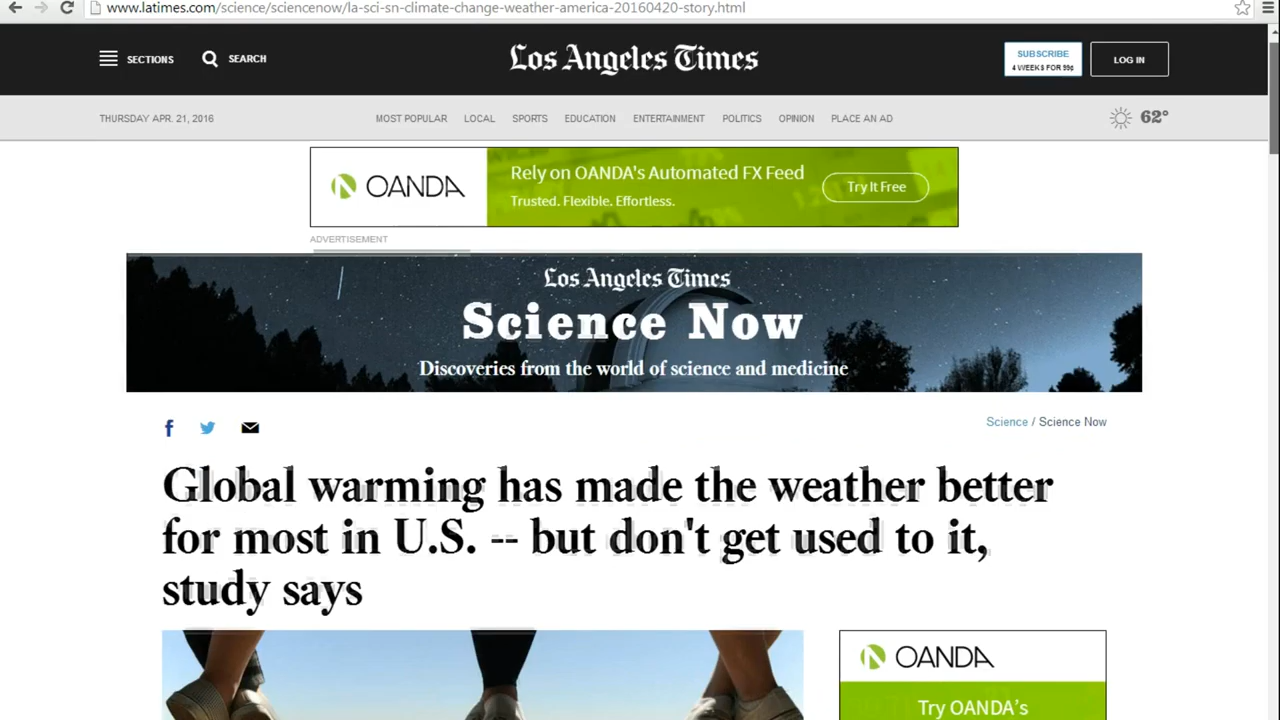 www.latimes.com/science/sciencenow/la-sci-sn-climate-change-weather-america-20160420-story.html
SECTIONS SEARCH Los Angeles Times SUBSCRIBE 4 WEEKS FOR 99¢ LOG IN
THURSDAY APR. 21, 2016 MOST POPULAR LOCAL SPORTS EDUCATION ENTERTAINMENT POLITICS OPINION PLACE AN AD 62°
OANDA Rely on OANDA's Automated FX Feed Try It Free
Trusted. Flexible. Effortless.
ADVERTISEMENT
Los Angeles Times
Science Now
Discoveries from the world of science and medicine
Science / Science Now
Global warming has made the weather better
for most in U.S. -- but don't get used to it,
study says
OANDA
Try OANDA's